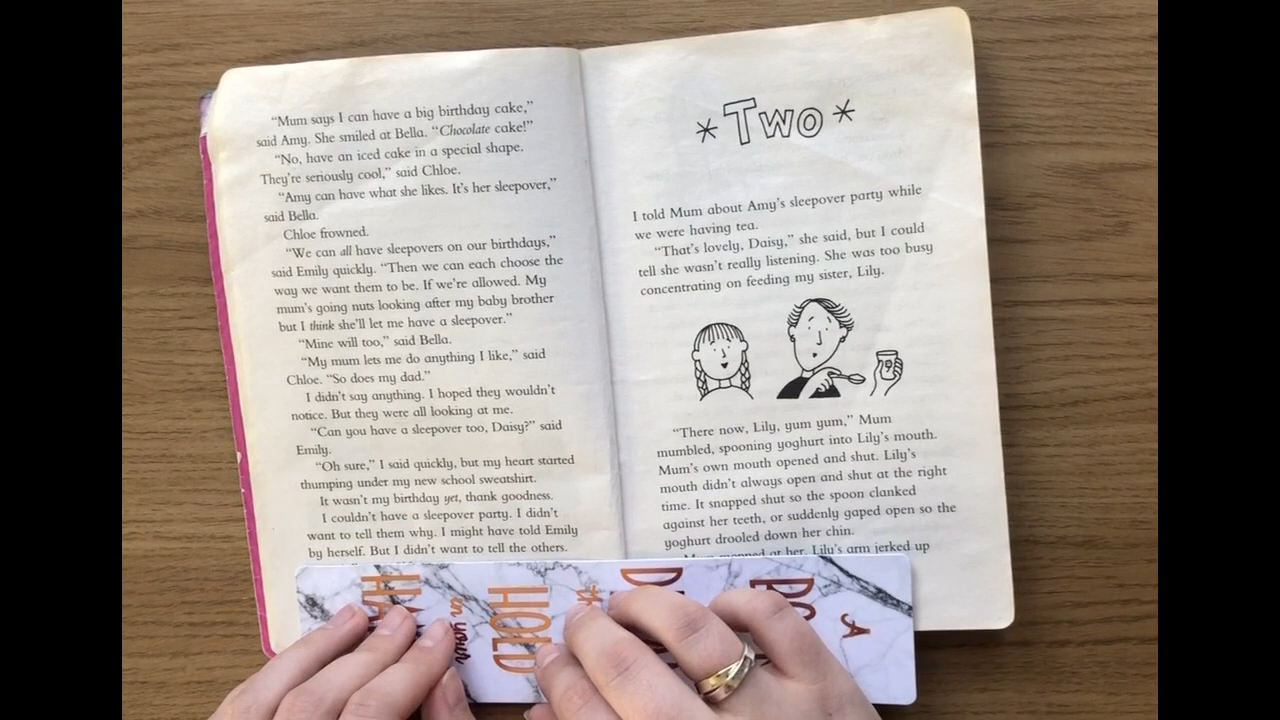 “Mum says I can have a big birthday cake,”
said Amy. She smiled at Bella. “Chocolate cake!”
“No, have an iced cake in a special shape.
They’re seriously cool,” said Chloe.
“Amy can have what she likes. It’s her sleepover,”
said Bella.
Chloe frowned.
“We can all have sleepovers on our birthdays,”
said Emily quickly. “Then we can each choose the
way we want them to be. If we’re allowed. My
mum’s going nuts looking after my baby brother
but I think she’ll let me have a sleepover.”
“Mine will too,” said Bella.
“My mum lets me do anything I like,” said
Chloe. “So does my dad.”
I didn’t say anything. I hoped they wouldn’t
notice. But they were all looking at me.
“Can you have a sleepover too, Daisy?” said
Emily.
“Oh sure,” I said quickly, but my heart started
thumping under my new school sweatshirt.
It wasn’t my birthday yet, thank goodness.
I couldn’t have a sleepover party. I didn’t
want to tell them why. I might have told Emily
by herself. But I didn’t want to tell the others.
*Two*
I told Mum about Amy’s sleepover party while
we were having tea.
“That’s lovely, Daisy,” she said, but I could
tell she wasn’t really listening. She was too busy
concentrating on feeding my sister, Lily.
“There now, Lily, yum yum,” Mum
mumbled, spooning yoghurt into Lily’s mouth.
Mum’s own mouth opened and shut. Lily’s
mouth didn’t always open and shut at the right
time. It snapped shut so the spoon clanked
against her teeth, or suddenly gaped open so the
yoghurt drooled down her chin.
Mum mopped at her. Lily’s arm jerked up
A
HOLD
in your